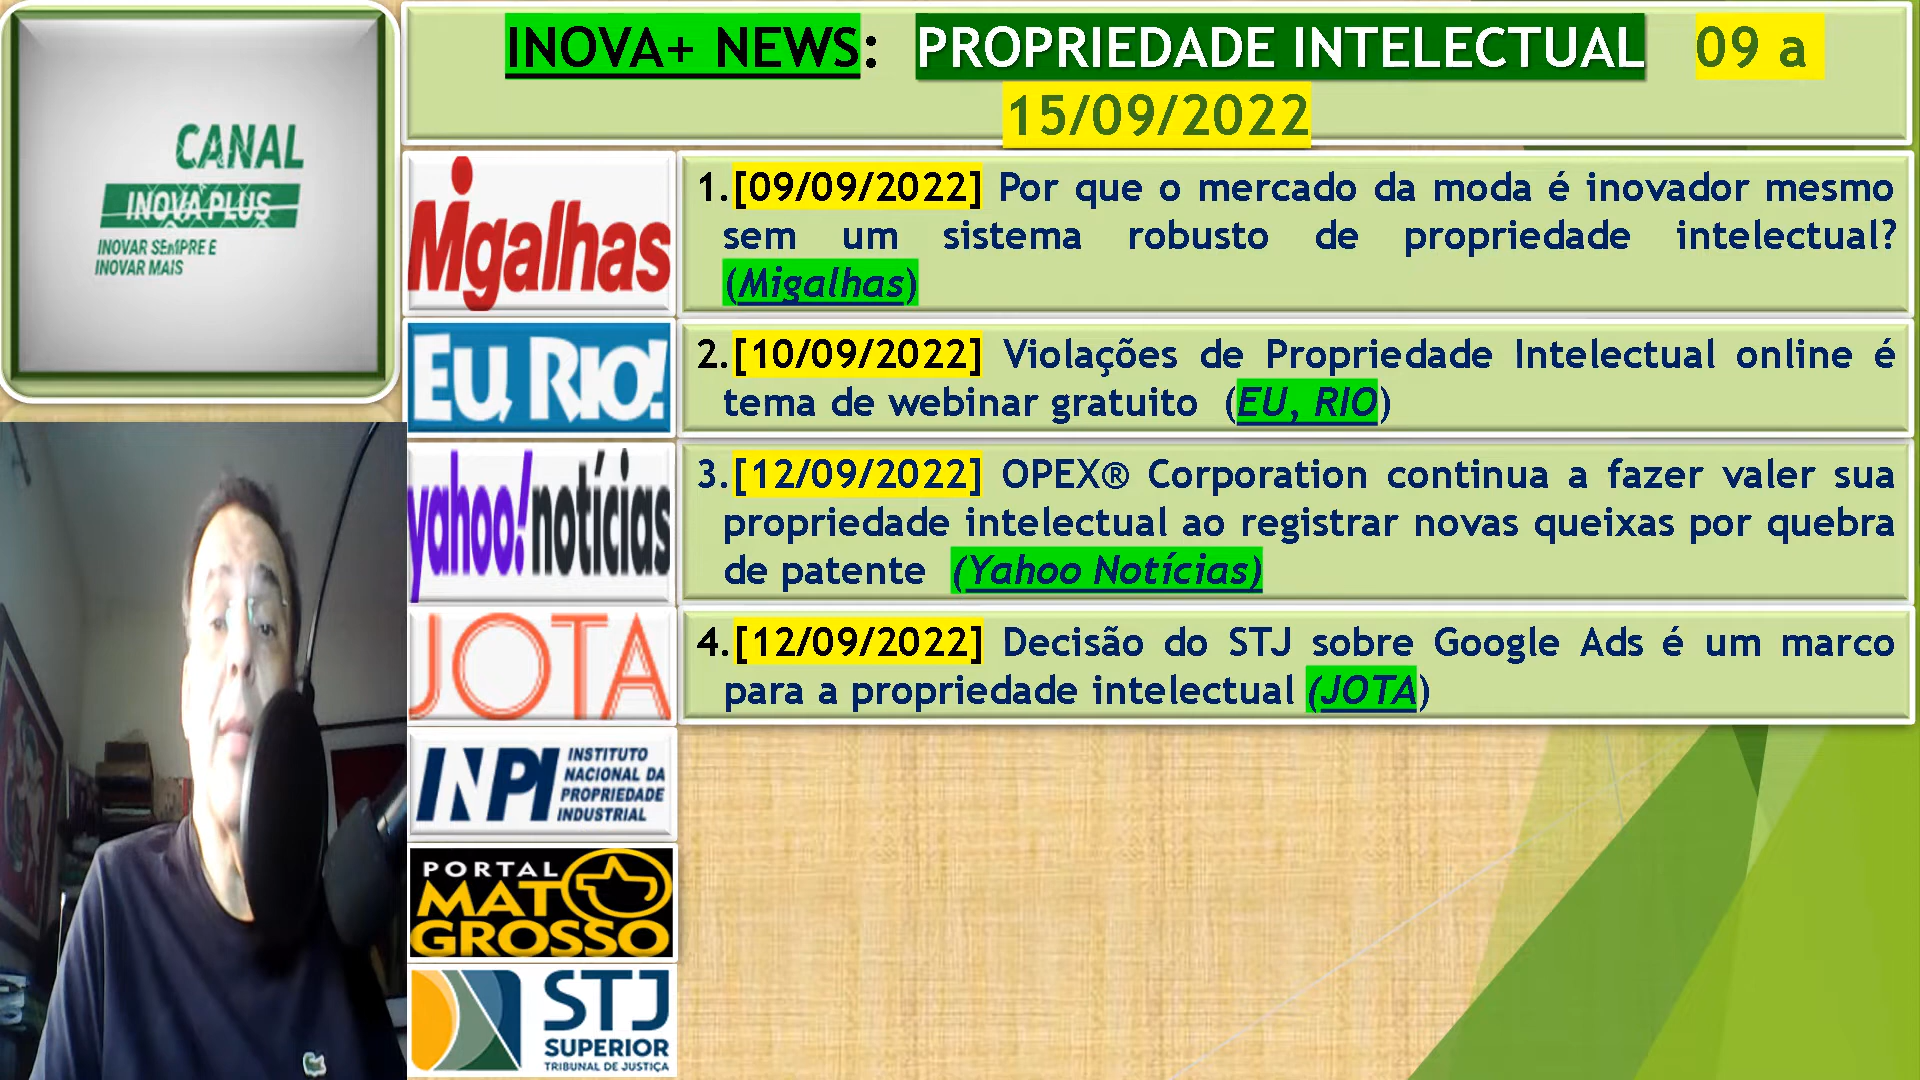 CANAL
INOVA PLUS
INOVAR SEMPRE E
INOVAR MAIS
INOVA+ NEWS: PROPRIEDADE INTELECTUAL 09 a
15/09/2022
Migalhas
1.[09/09/2022] Por que o mercado da moda é inovador mesmo
sem um sistema robusto de propriedade intelectual?
(Migalhas)
EU, RIO!
2.[10/09/2022] Violações de Propriedade Intelectual online é
tema de webinar gratuito (EU, RIO)
yahoo!notícias
3.[12/09/2022] OPEX® Corporation continua a fazer valer sua
propriedade intelectual ao registrar novas queixas por quebra
de patente (Yahoo Notícias)
JOTA
4.[12/09/2022] Decisão do STJ sobre Google Ads é um marco
para a propriedade intelectual (JOTA)
INPI
INSTITUTO
NACIONAL DA
PROPRIEDADE
INDUSTRIAL
PORTAL
MATO
GROSSO
STJ
SUPERIOR
TRIBUNAL DE JUSTIÇA